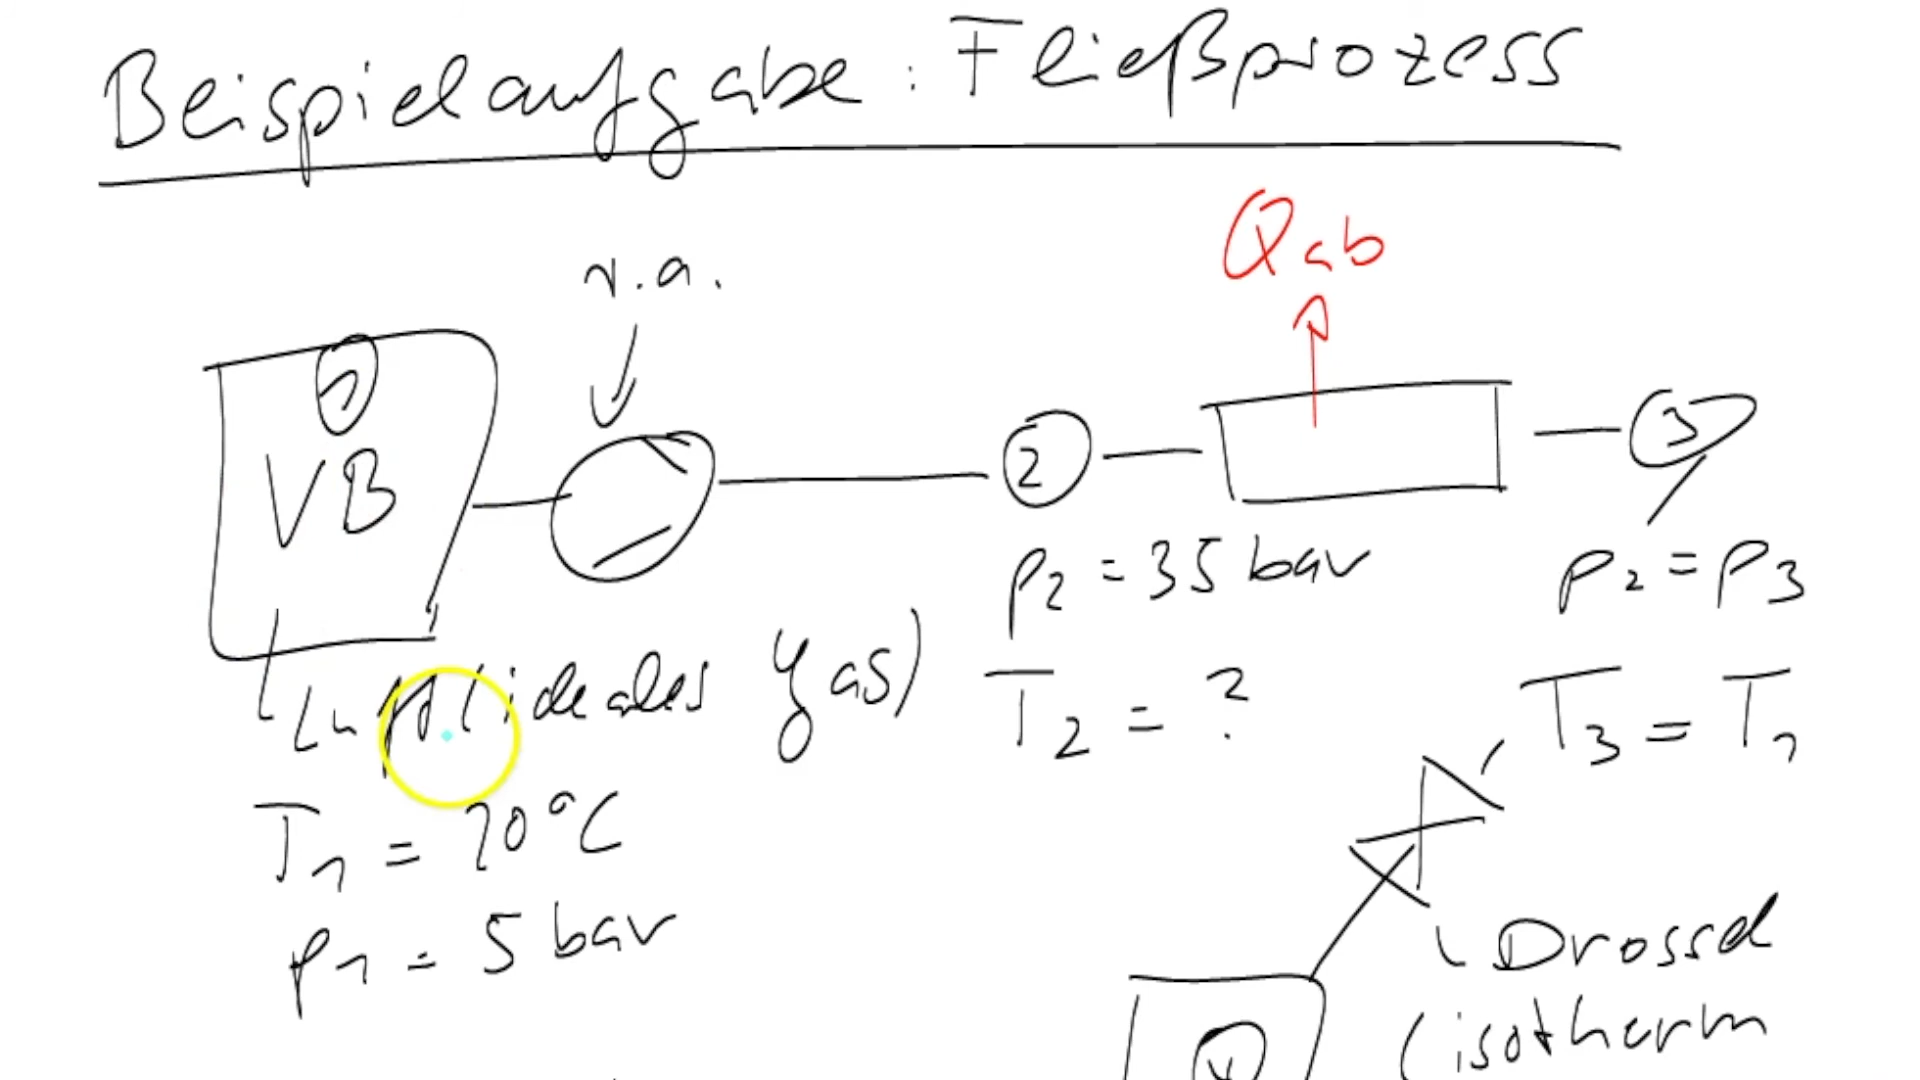 Beispielaufgabe: Fließprozess
Qab
r.a.
1
VB
2
3
p2 = 35 bar
p2 = p3
Luft (ideales Gas)
T2 = ?
T3 = T1
T1 = 20°C
p1 = 5 bar
Drossel
(isotherm
4